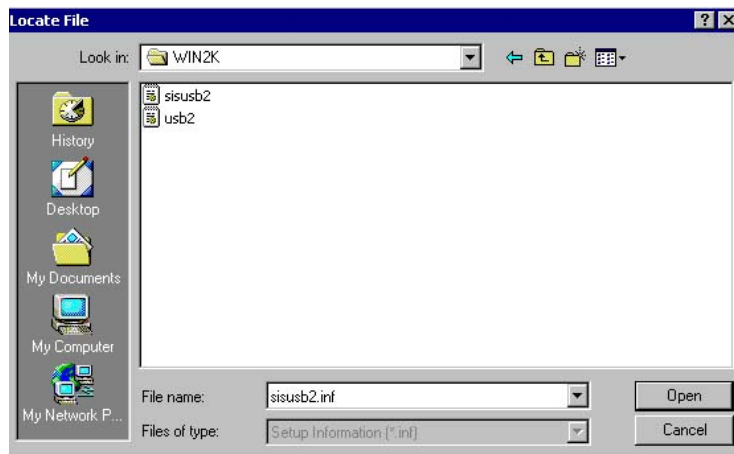 Locate File
Look in: WIN2K
sisusb2
usb2
History
Desktop
My Documents
My Computer
My Network P...
File name: sisusb2.inf Open
Files of type: Setup Information (*.inf) Cancel